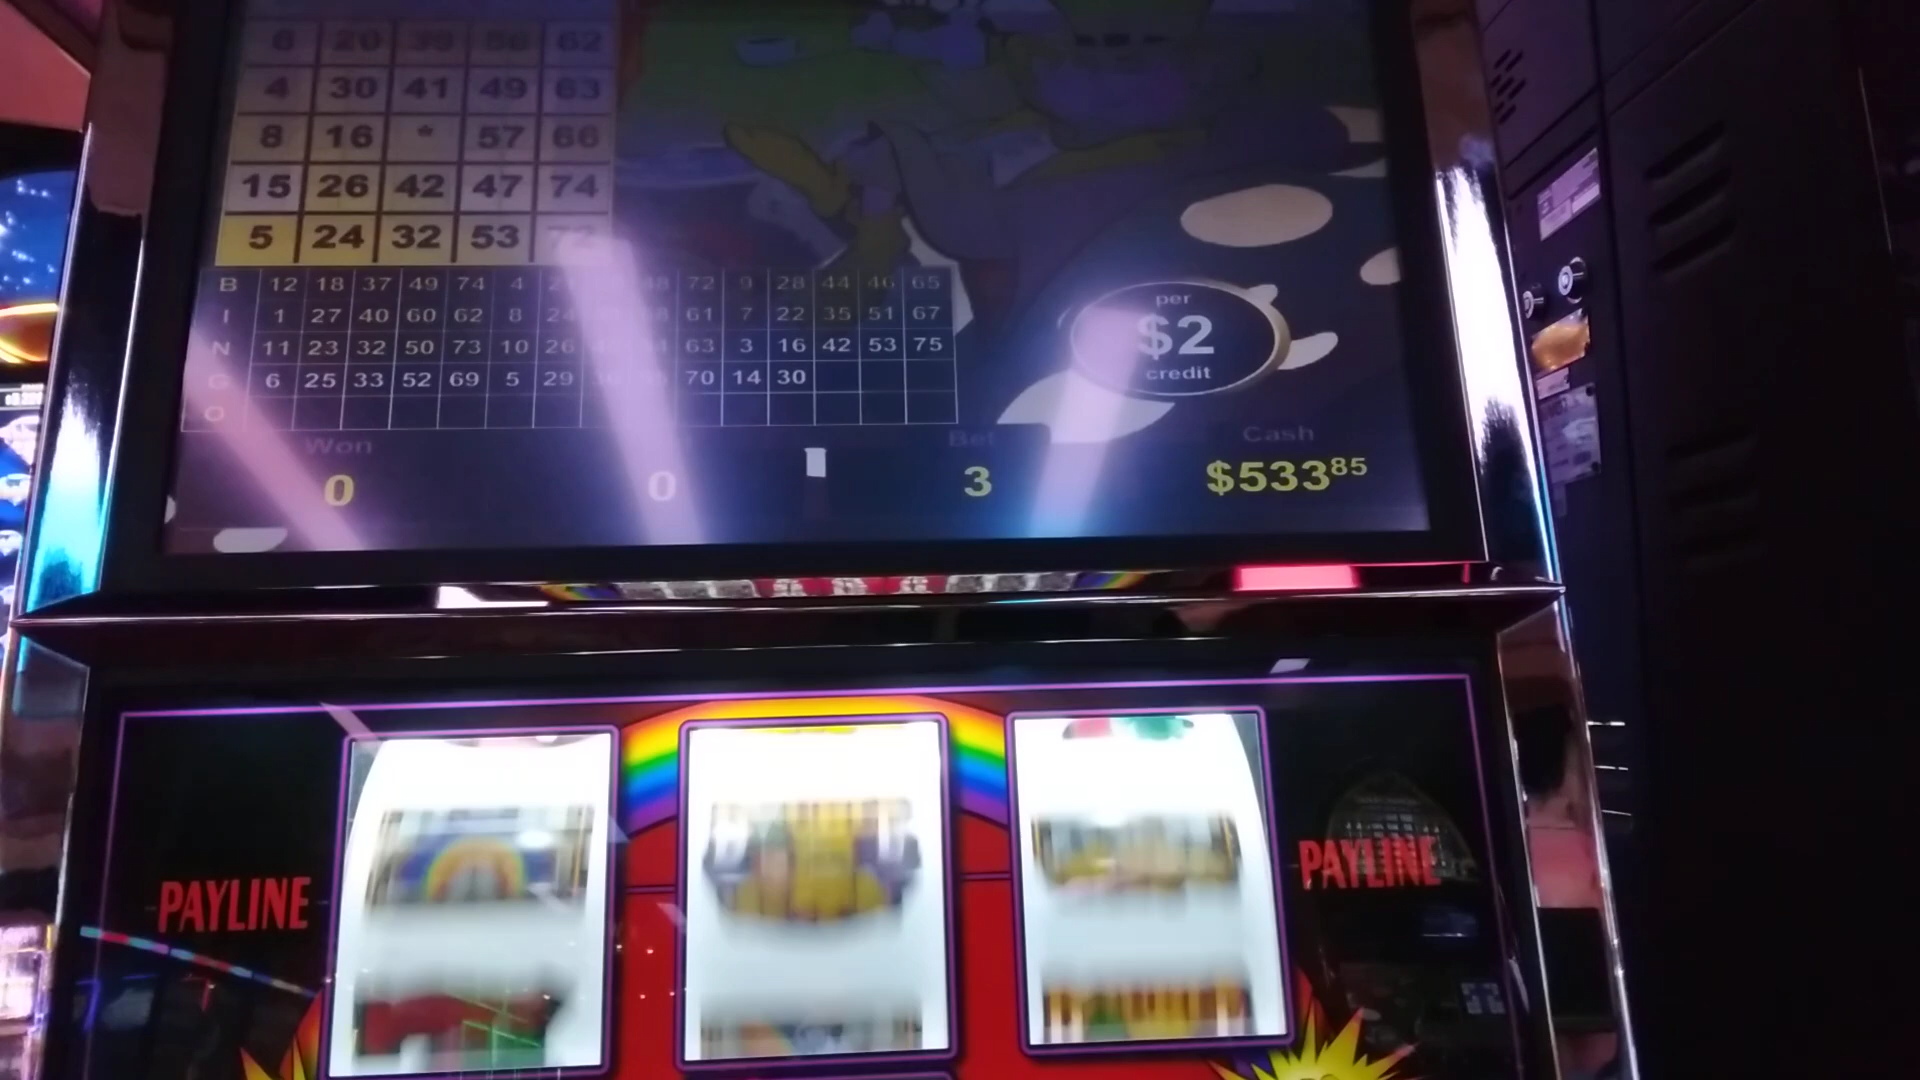 6 20 62
4 30 41 49 63
8 16 * 57 66
15 26 42 47 74
5 24 32 53 72
B 12 18 37 49 74 4 48 72 9 28 44 46 65
I 1 27 40 60 62 8 24 61 7 22 35 51 67
N 11 23 32 50 73 10 26 63 3 16 42 53 75
G 6 25 33 52 69 5 29 70 14 30
O
per
$2
credit
Won Bet Cash
0 0 3 $53385
PAYLINE PAYLINE